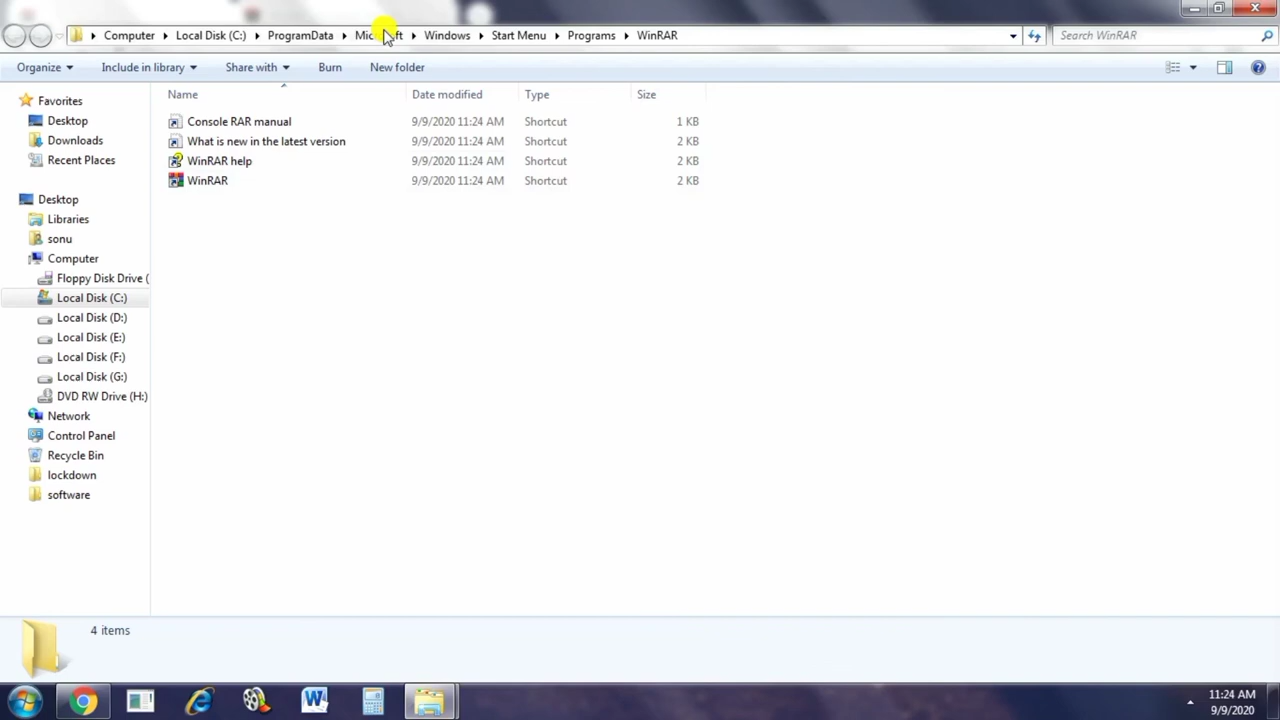 Computer Local Disk (C:) ProgramData Microsoft Windows Start Menu Programs WinRAR Search WinRAR
Organize Include in library Share with Burn New folder
Name Date modified Type Size
Favorites
Desktop
Downloads
Recent Places
Desktop
Libraries
sonu
Computer
Floppy Disk Drive (
Local Disk (C:)
Local Disk (D:)
Local Disk (E:)
Local Disk (F:)
Local Disk (G:)
DVD RW Drive (H:)
Network
Control Panel
Recycle Bin
lockdown
software
Console RAR manual 9/9/2020 11:24 AM Shortcut 1 KB
What is new in the latest version 9/9/2020 11:24 AM Shortcut 2 KB
WinRAR help 9/9/2020 11:24 AM Shortcut 2 KB
WinRAR 9/9/2020 11:24 AM Shortcut 2 KB
4 items
11:24 AM
9/9/2020